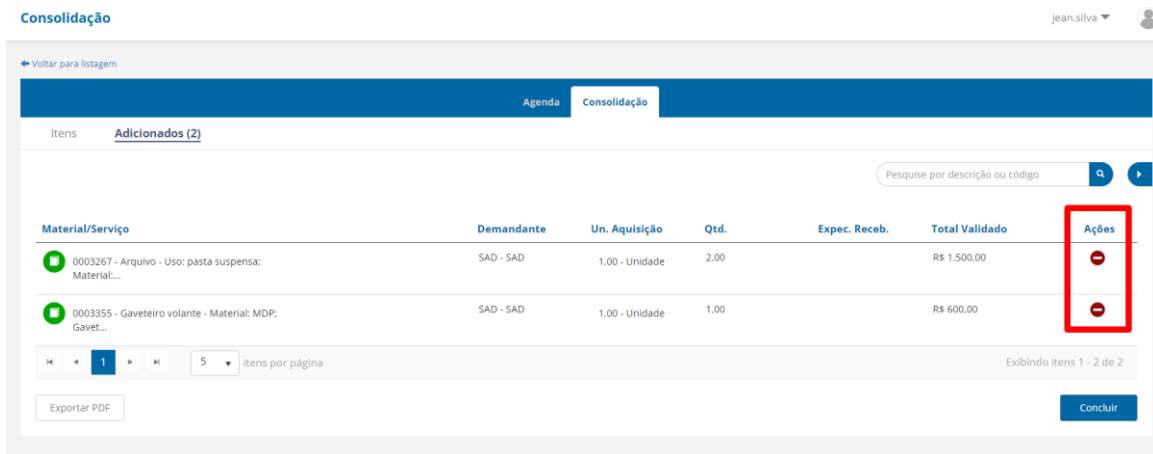 Consolidação
jean.silva
Voltar para listagem
Agenda
Consolidação
Itens
Adicionados (2)
Pesquise por descrição ou código
Material/Serviço
Demandante
Un. Aquisição
Qtd.
Expec. Receb.
Total Validado
Ações
0003267 - Arquivo - Uso: pasta suspensa;
Material:...
SAD - SAD
1,00 - Unidade
2,00
R$ 1.500,00
0003355 - Gaveteiro volante - Material: MDP;
Gavet...
SAD - SAD
1,00 - Unidade
1,00
R$ 600,00
1
5
itens por página
Exibindo itens 1 - 2 de 2
Exportar PDF
Concluir